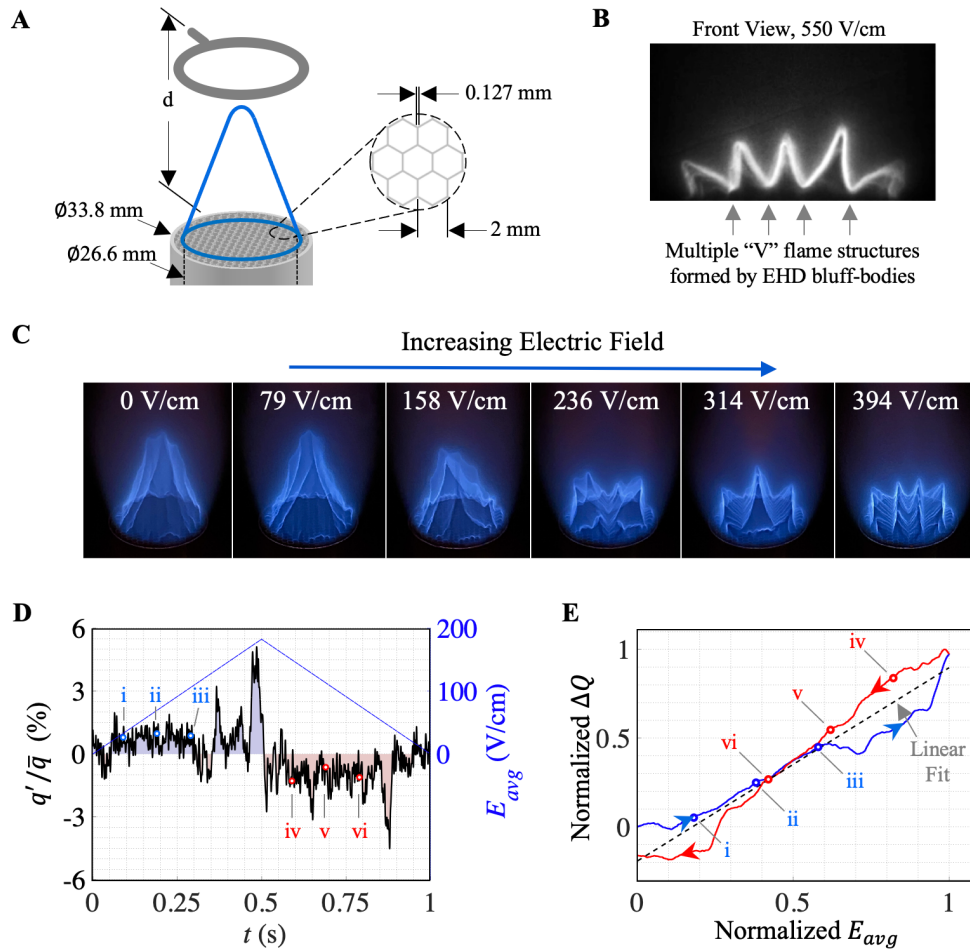 A
d
0.127 mm
Ø33.8 mm
2 mm
Ø26.6 mm
B
Front View, 550 V/cm
Multiple “V” flame structures
formed by EHD bluff-bodies
C
Increasing Electric Field
0 V/cm
79 V/cm
158 V/cm
236 V/cm
314 V/cm
394 V/cm
D
6
3
0
-3
-6
q′/q̅ (%)
i
ii
iii
iv
v
vi
200
100
0
E_avg (V/cm)
0
0.25
0.5
0.75
1
t (s)
E
1
0.5
0
Normalized ΔQ
iv
v
vi
iii
ii
i
Linear
Fit
0
0.5
1
Normalized E_avg